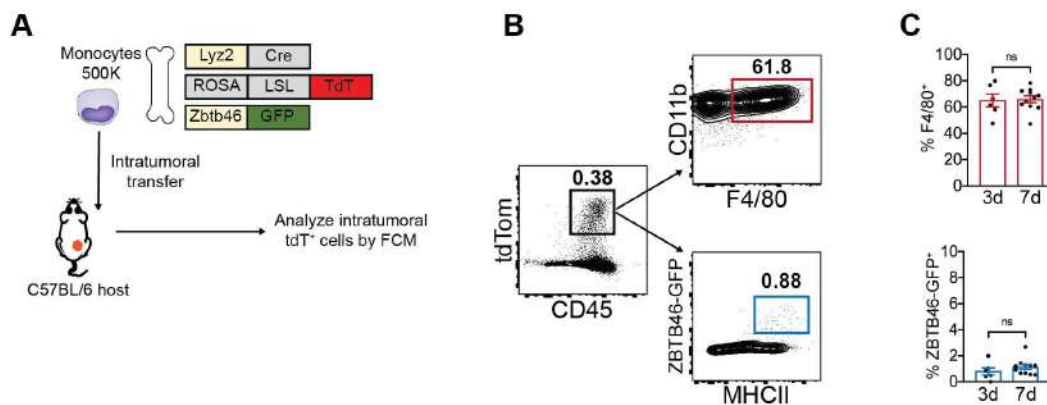 A
Monocytes
500K
Lyz2 Cre
ROSA LSL TdT
Zbtb46 GFP
Intratumoral
transfer
C57BL/6 host
Analyze intratumoral
tdT⁺ cells by FCM
B
0.38
tdTom
CD45
61.8
CD11b
F4/80
0.88
ZBTB46-GFP
MHCII
C
ns
% F4/80⁺
100
80
60
40
20
0
3d 7d
ns
% ZBTB46-GFP⁺
10
8
6
4
2
0
3d 7d